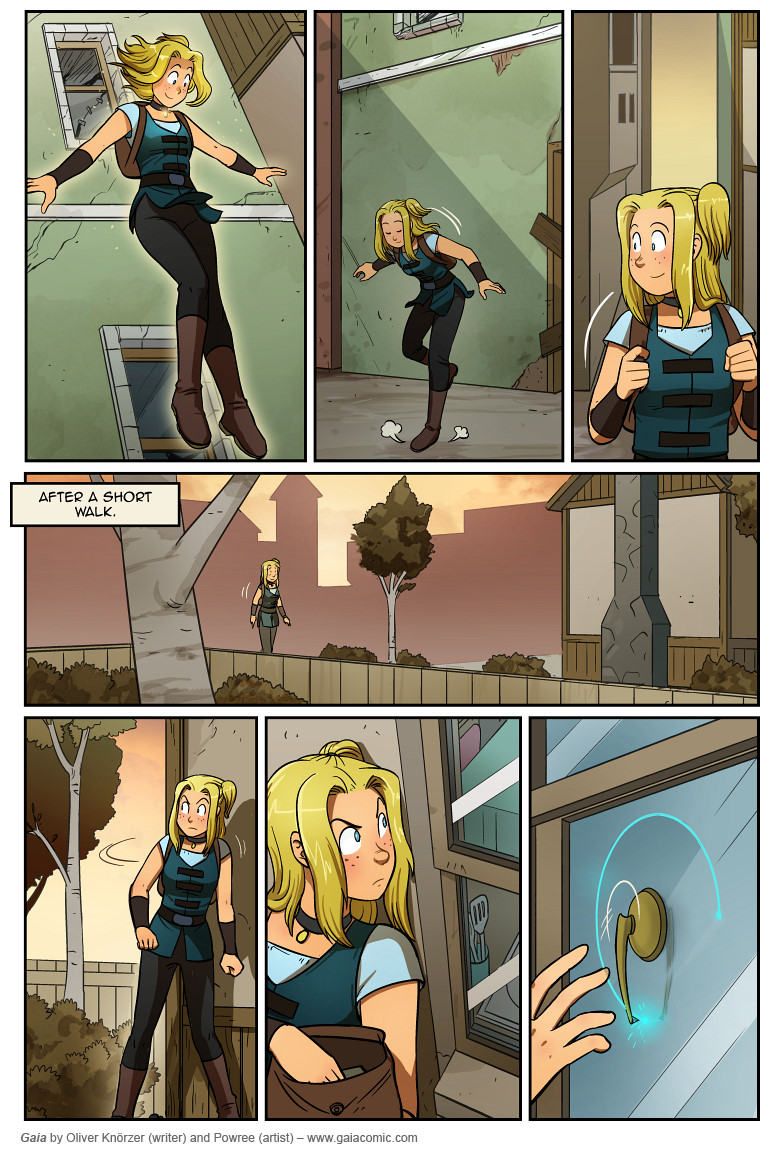 AFTER A SHORT
WALK.
Gaia by Oliver Knörzer (writer) and Powree (artist) – www.gaiacomic.com